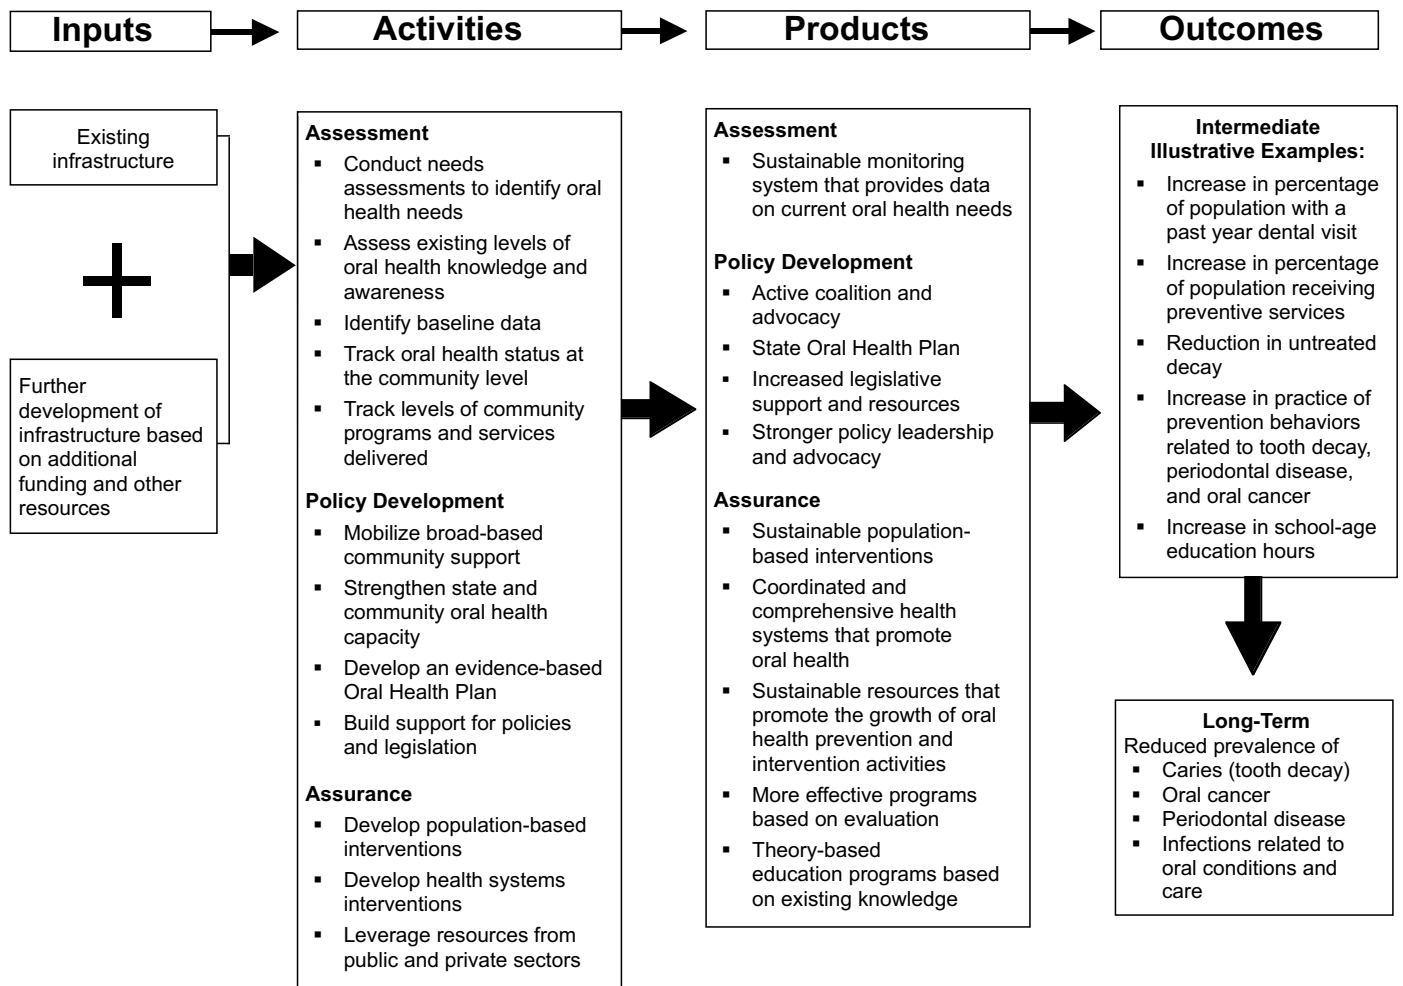 Inputs
Activities
Products
Outcomes
Existing
infrastructure
Further
development of
infrastructure based
on additional
funding and other
resources
Assessment
▪ Conduct needs
assessments to identify oral
health needs
▪ Assess existing levels of
oral health knowledge and
awareness
▪ Identify baseline data
▪ Track oral health status at
the community level
▪ Track levels of community
programs and services
delivered
Policy Development
▪ Mobilize broad-based
community support
▪ Strengthen state and
community oral health
capacity
▪ Develop an evidence-based
Oral Health Plan
▪ Build support for policies
and legislation
Assurance
▪ Develop population-based
interventions
▪ Develop health systems
interventions
▪ Leverage resources from
public and private sectors
Assessment
▪ Sustainable monitoring
system that provides data
on current oral health needs
Policy Development
▪ Active coalition and
advocacy
▪ State Oral Health Plan
▪ Increased legislative
support and resources
▪ Stronger policy leadership
and advocacy
Assurance
▪ Sustainable population-
based interventions
▪ Coordinated and
comprehensive health
systems that promote
oral health
▪ Sustainable resources that
promote the growth of oral
health prevention and
intervention activities
▪ More effective programs
based on evaluation
▪ Theory-based
education programs based
on existing knowledge
Intermediate
Illustrative Examples:
▪ Increase in percentage
of population with a
past year dental visit
▪ Increase in percentage
of population receiving
preventive services
▪ Reduction in untreated
decay
▪ Increase in practice of
prevention behaviors
related to tooth decay,
periodontal disease,
and oral cancer
▪ Increase in school-age
education hours
Long-Term
Reduced prevalence of
▪ Caries (tooth decay)
▪ Oral cancer
▪ Periodontal disease
▪ Infections related to
oral conditions and
care